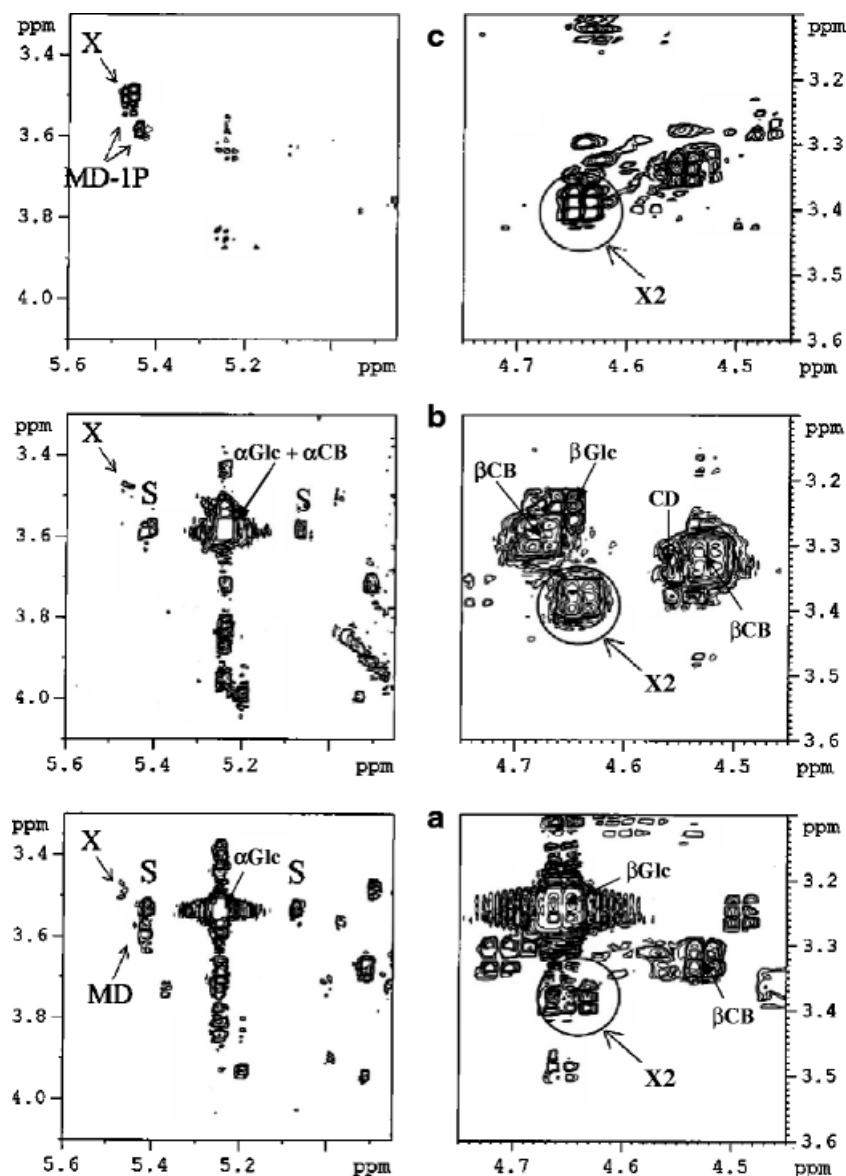 ppm
X
3.4
3.6
MD-1P
3.8
4.0
5.6 5.4 5.2 ppm
c
ppm
3.2
3.3
3.4
X2
3.5
3.6
4.7 4.6 4.5 ppm
ppm
X
3.4
S
αGlc + αCB
S
3.6
3.8
4.0
5.6 5.4 5.2 ppm
b
ppm
βCB
βGlc
3.2
CD
3.3
3.4
βCB
X2
3.5
3.6
4.7 4.6 4.5 ppm
ppm
X
3.4
S
αGlc
S
3.6
MD
3.8
4.0
5.6 5.4 5.2 ppm
a
ppm
βGlc
3.2
3.3
βCB
3.4
X2
3.5
3.6
4.7 4.6 4.5 ppm